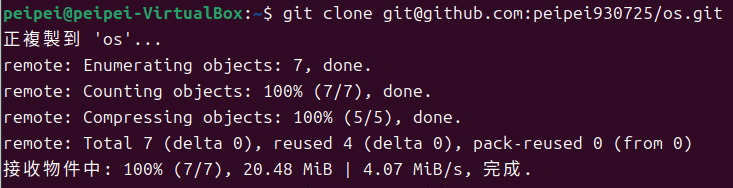 peipei@peipei-VirtualBox:~$ git clone git@github.com:peipei930725/os.git
正複製到 'os'...
remote: Enumerating objects: 7, done.
remote: Counting objects: 100% (7/7), done.
remote: Compressing objects: 100% (5/5), done.
remote: Total 7 (delta 0), reused 4 (delta 0), pack-reused 0 (from 0)
接收物件中: 100% (7/7), 20.48 MiB | 4.07 MiB/s, 完成.